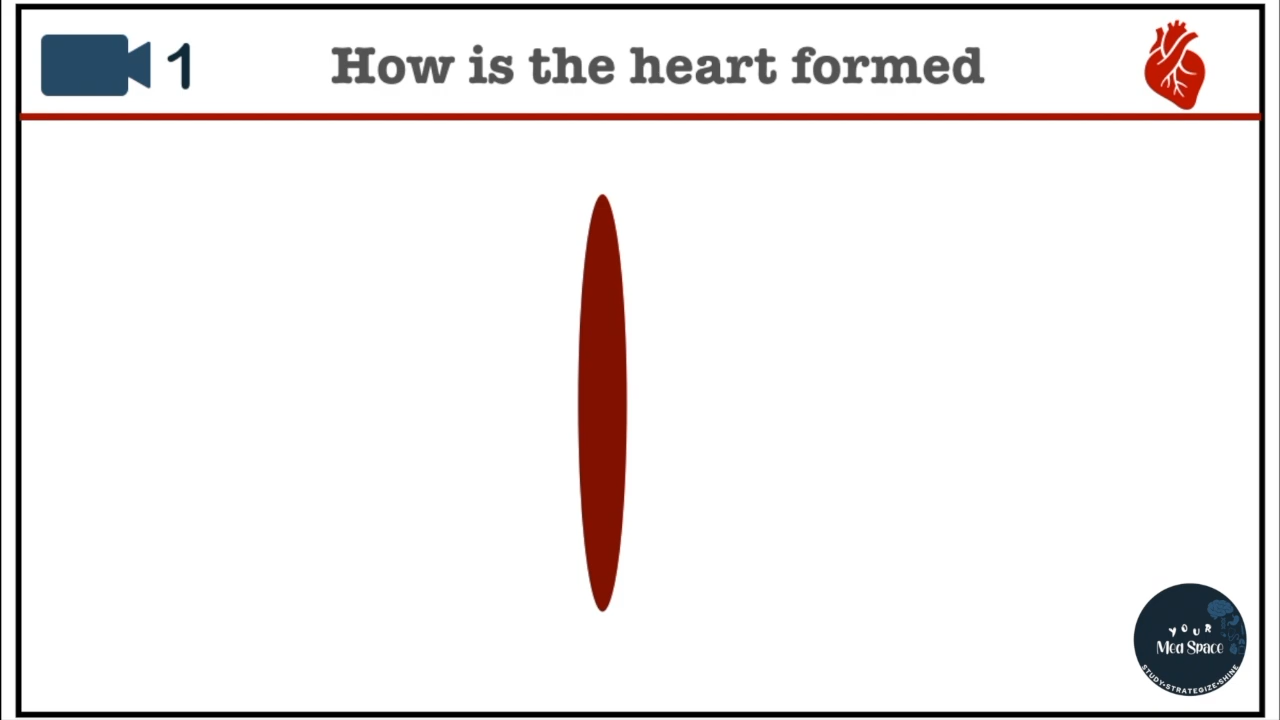 1
How is the heart formed
YOUR
Med Space
STUDY•STRATEGIZE•SHINE